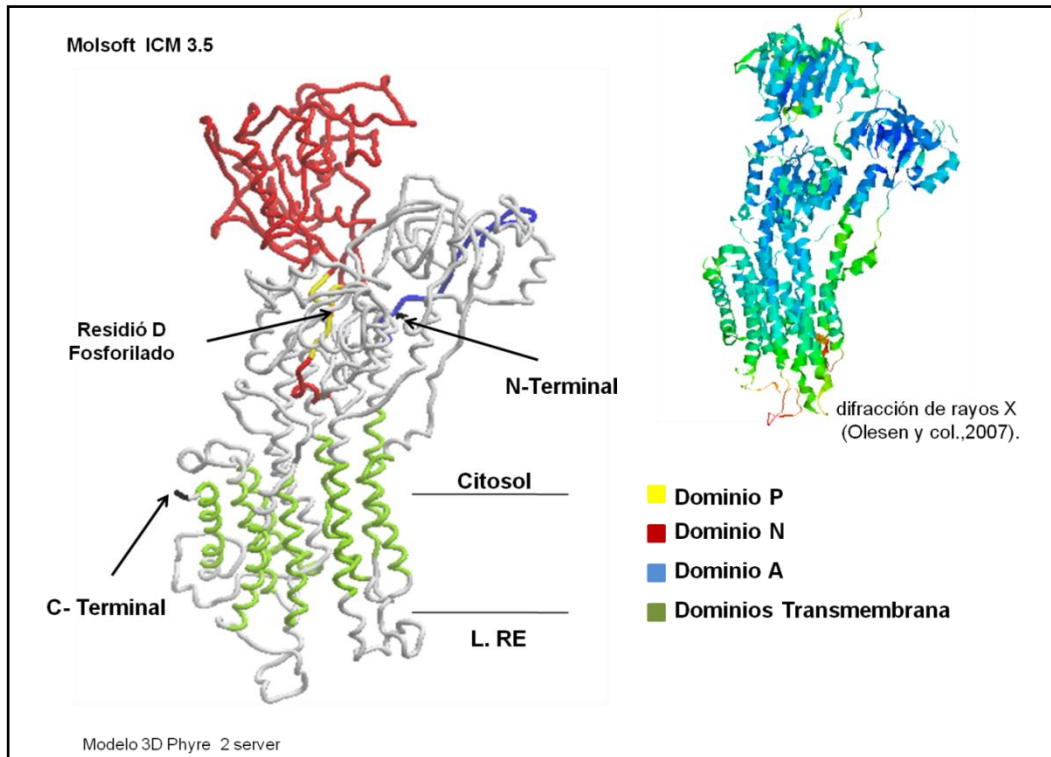 Molsoft ICM 3.5
Residió D
Fosforilado
N-Terminal
C- Terminal
Citosol
L. RE
difracción de rayos X
(Olesen y col.,2007).
Dominio P
Dominio N
Dominio A
Dominios Transmembrana
Modelo 3D Phyre 2 server